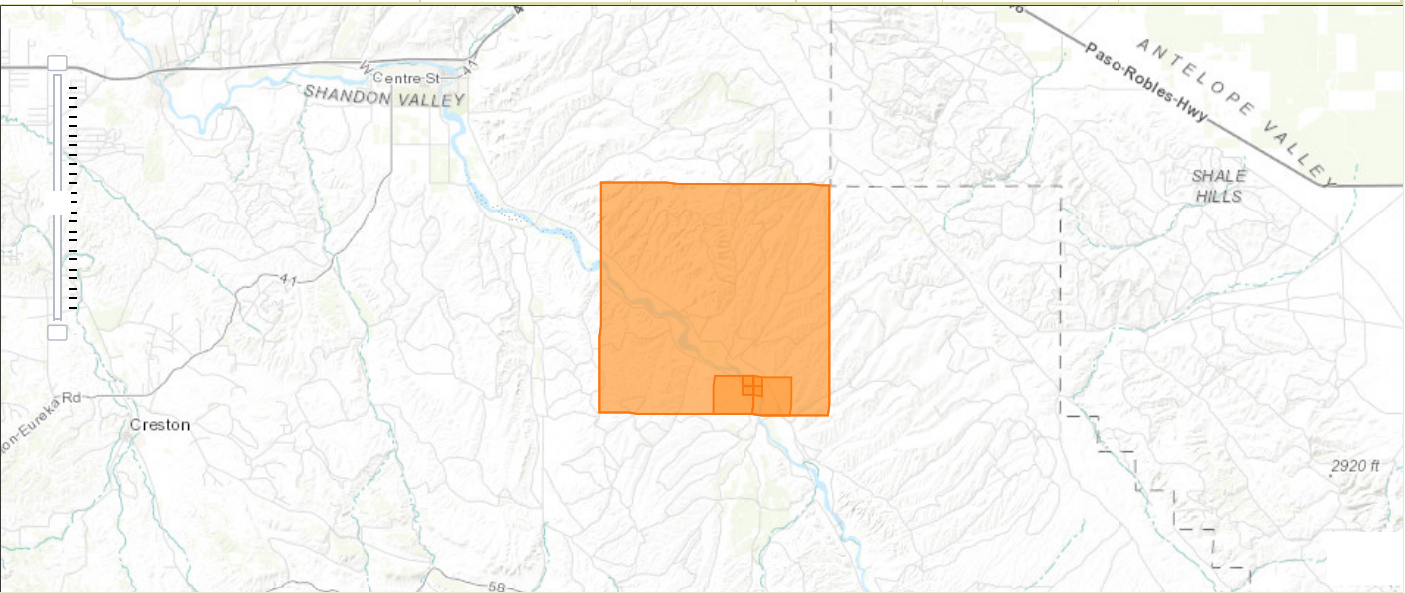 41
W Centre St
SHANDON VALLEY
Paso-Robles-Hwy
ANTELOPE VALLEY
SHALE
HILLS
41
on-Eureka Rd
Creston
2920 ft
58